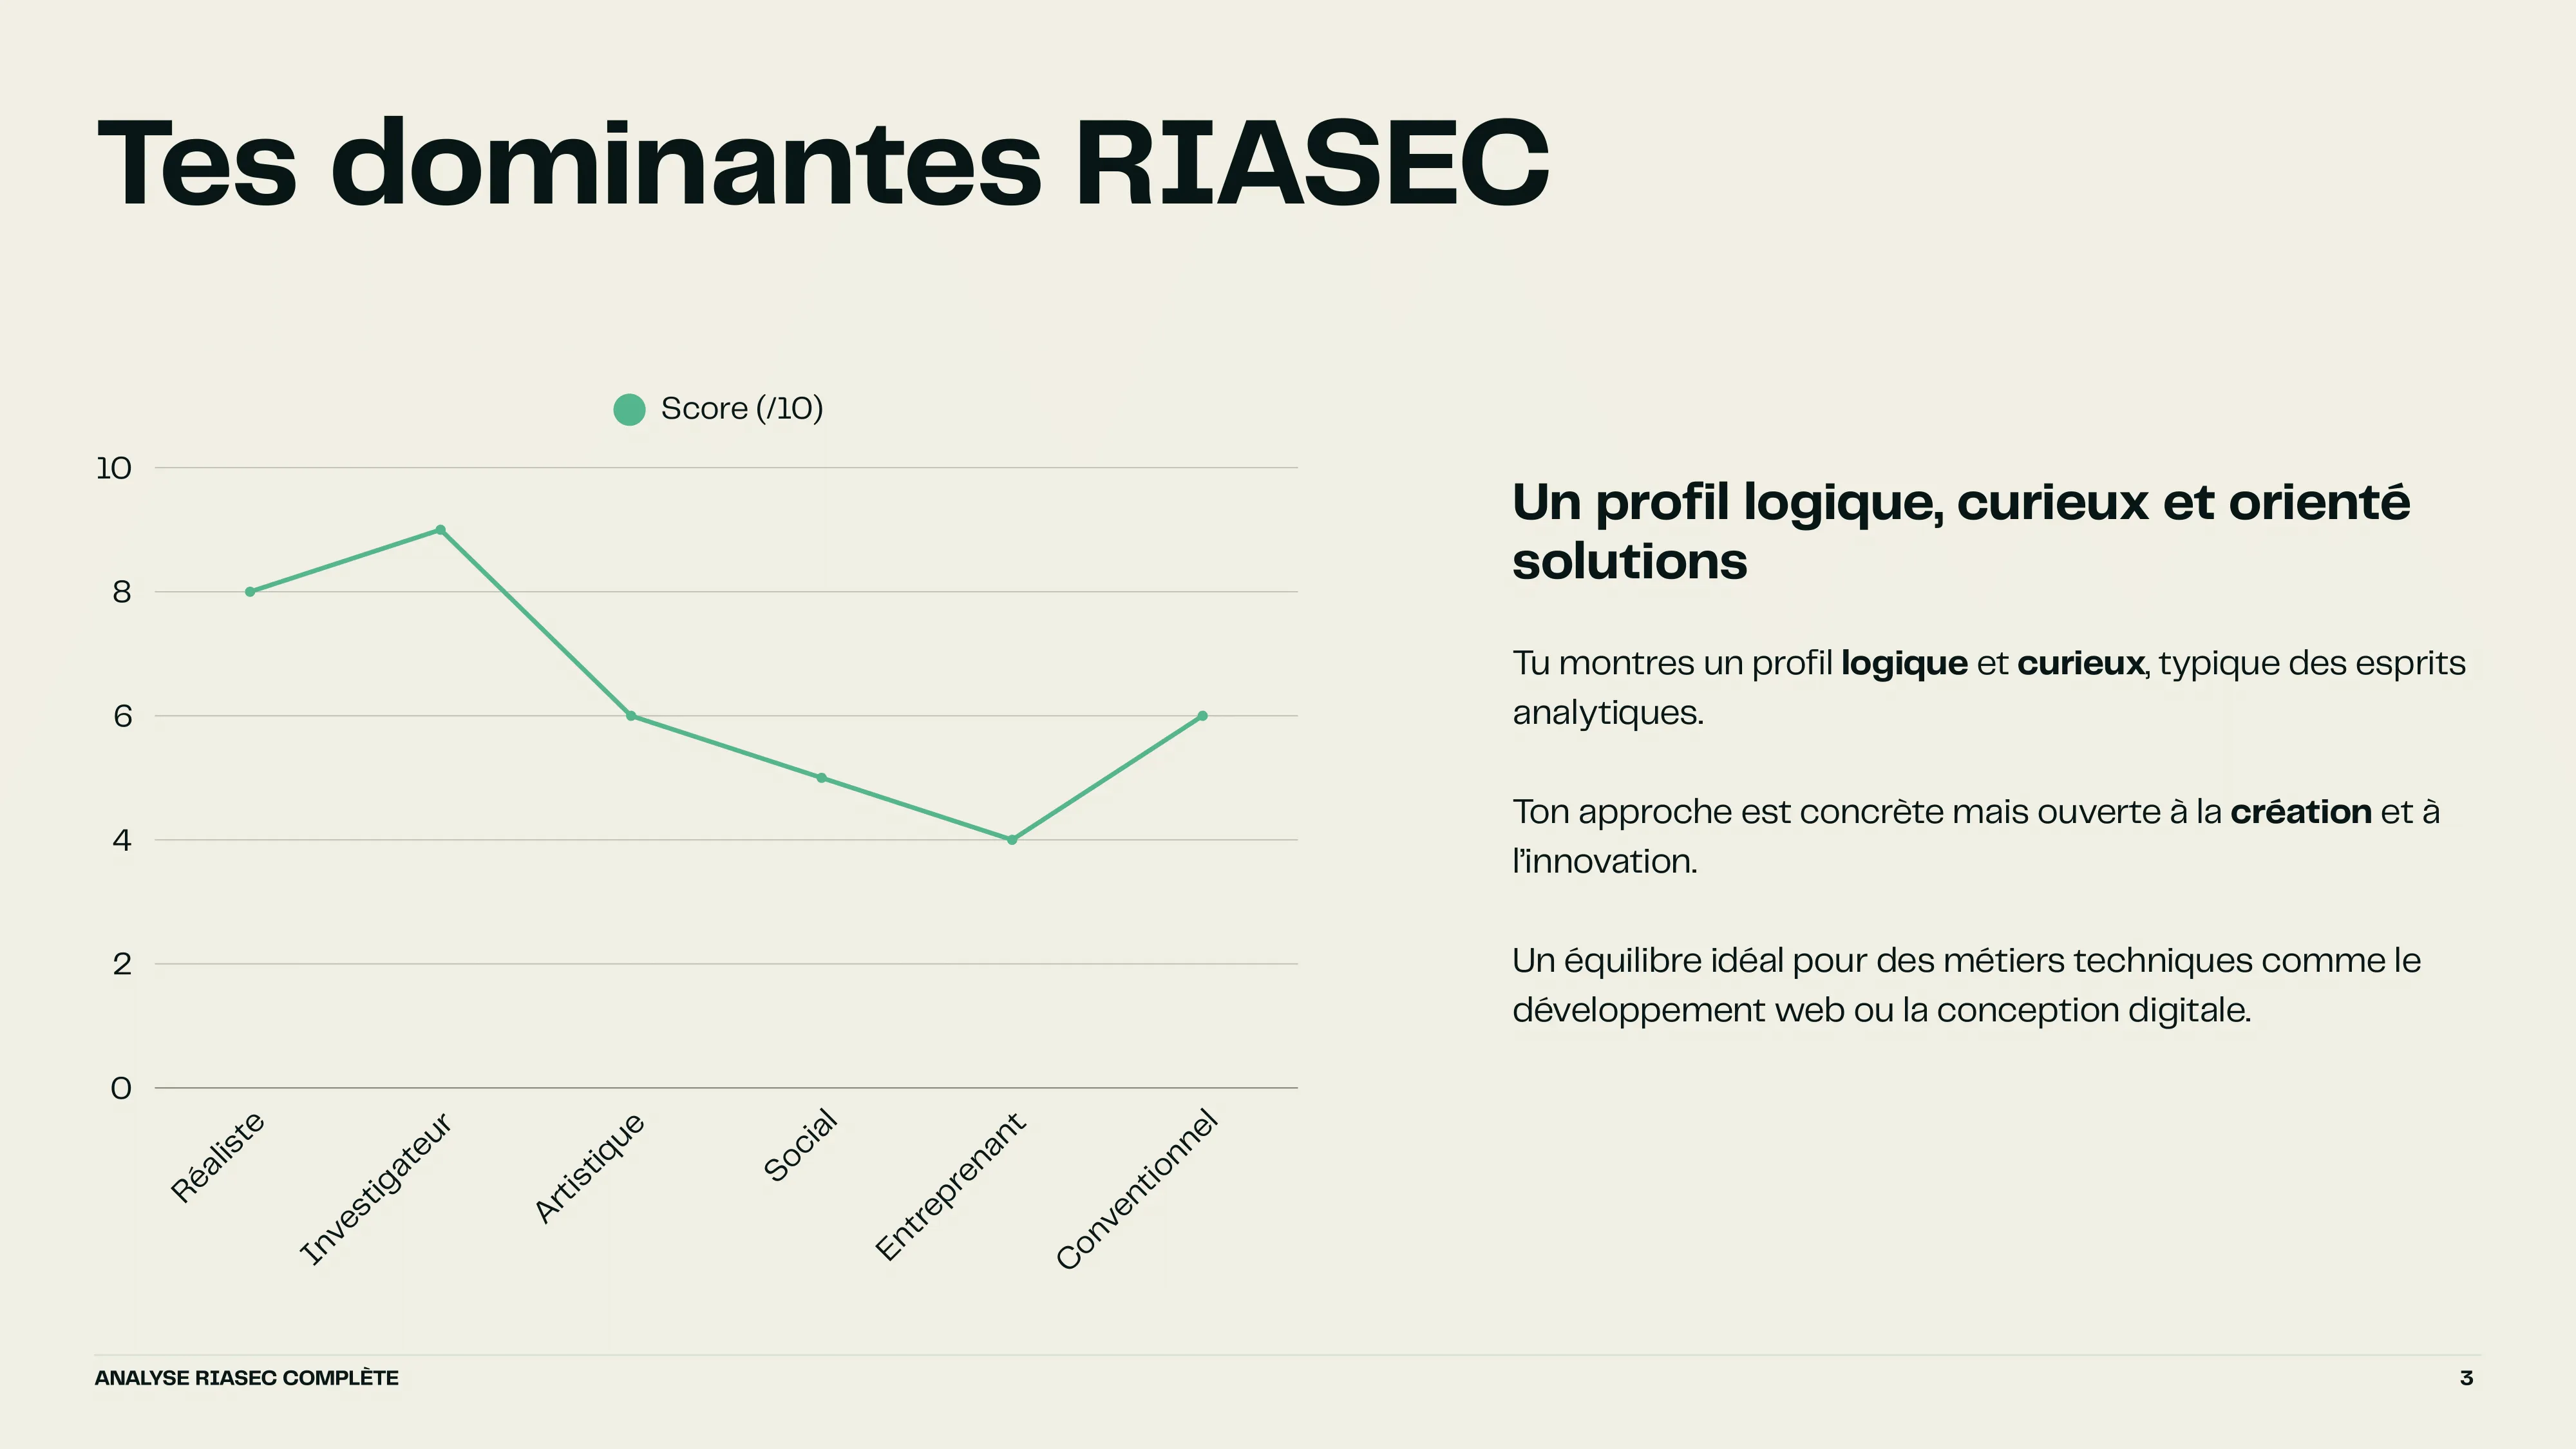 Tes dominantes RIASEC
Score (/10)
10
8
6
4
2
0
Réaliste
Investigateur
Artistique
Social
Entreprenant
Conventionnel
Un profil logique, curieux et orienté
solutions
Tu montres un profil logique et curieux, typique des esprits
analytiques.
Ton approche est concrète mais ouverte à la création et à
l’innovation.
Un équilibre idéal pour des métiers techniques comme le
développement web ou la conception digitale.
ANALYSE RIASEC COMPLÈTE
3